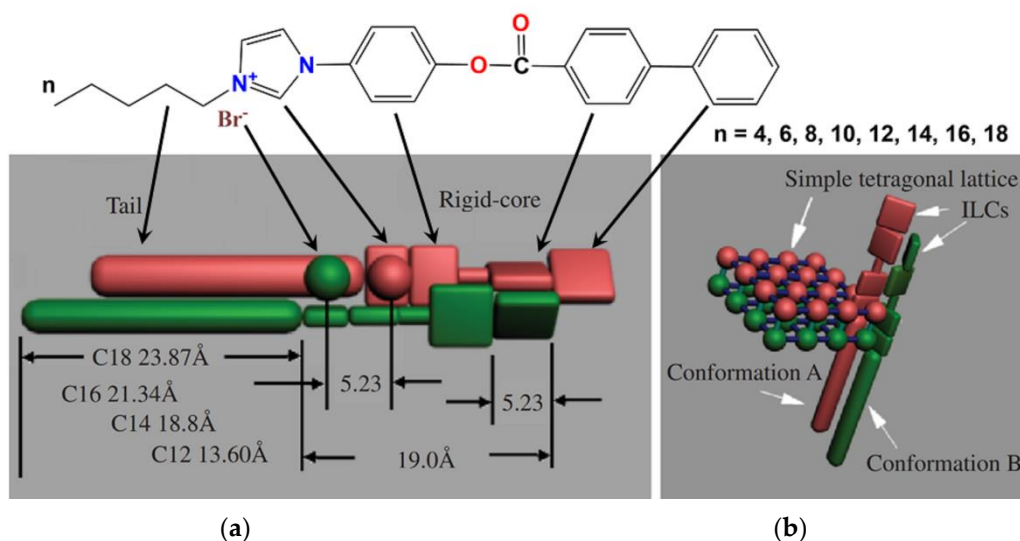 O
n
N
N+
O
C
Br-
n = 4, 6, 8, 10, 12, 14, 16, 18
Tail
Rigid-core
Simple tetragonal lattice
ILCs
C18 23.87Å
C16 21.34Å
C14 18.8Å
C12 13.60Å
5.23
5.23
19.0Å
Conformation A
Conformation B
(a)
(b)